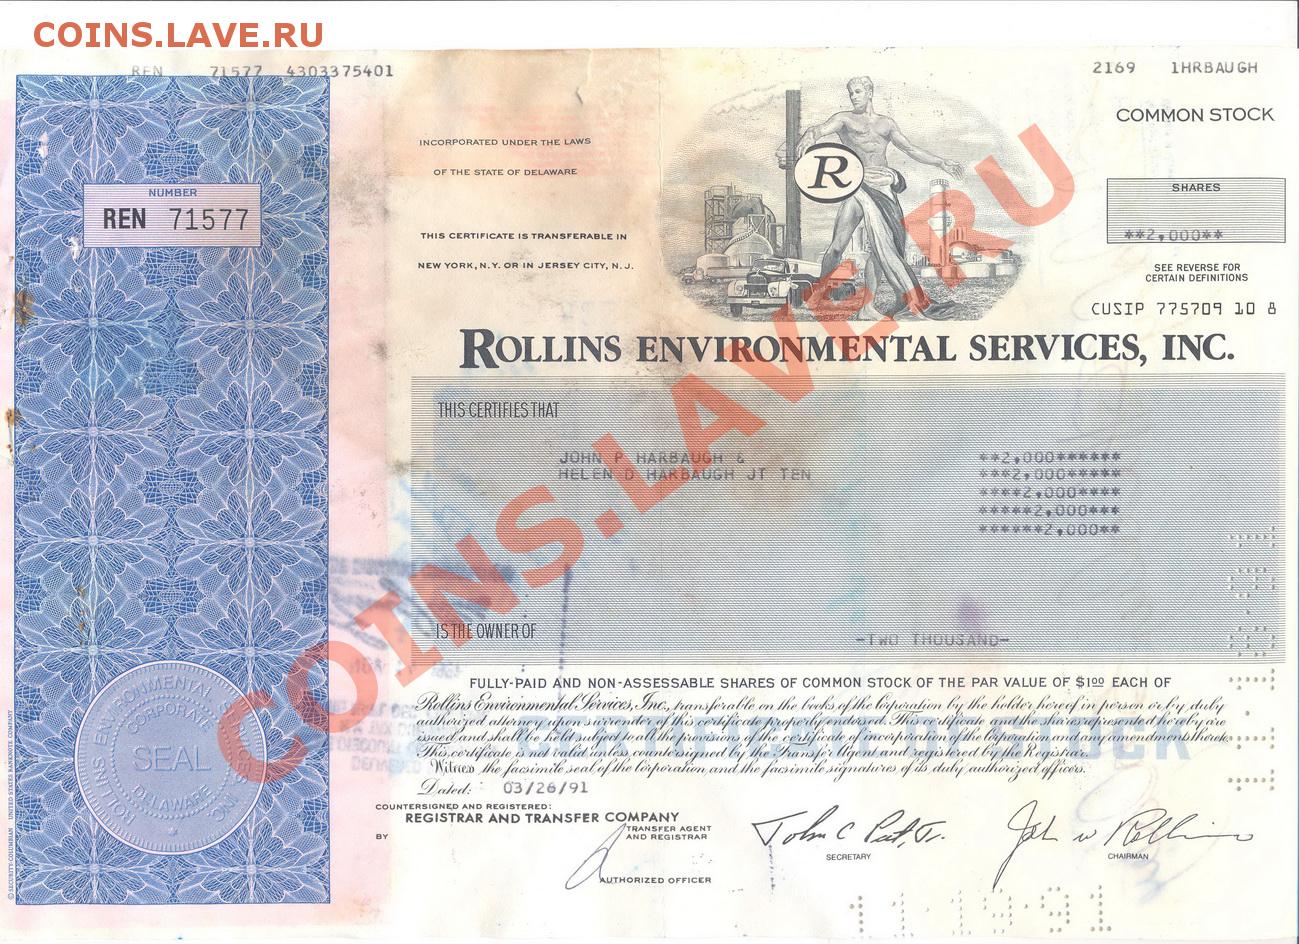 COINS.LAVE.RU
REN 71577 4303375401
2169 1HRBAUGH
COMMON STOCK
INCORPORATED UNDER THE LAWS
OF THE STATE OF DELAWARE
THIS CERTIFICATE IS TRANSFERABLE IN
NEW YORK, N.Y. OR IN JERSEY CITY, N.J.
NUMBER
REN 71577
R
SHARES
**2,000**
SEE REVERSE FOR
CERTAIN DEFINITIONS
CUSIP 775709 10 8
ROLLINS ENVIRONMENTAL SERVICES, INC.
THIS CERTIFIES THAT
JOHN P HARBAUGH &
HELEN D HARBAUGH JT TEN
**2,000******
***2,000*****
****2,000****
*****2,000***
******2,000**
IS THE OWNER OF
-TWO THOUSAND-
COINS.LAVE.RU
FULLY-PAID AND NON-ASSESSABLE SHARES OF COMMON STOCK OF THE PAR VALUE OF $1.00 EACH OF
Rollins Environmental Services, Inc., transferable on the books of the Corporation by the holder hereof in person or by duly
authorized attorney upon surrender of this certificate properly endorsed. This certificate and the shares represented hereby are
issued and shall be held subject to all the provisions of the certificate of incorporation of the Corporation and any amendments thereto.
This certificate is not valid unless countersigned by the Transfer Agent and registered by the Registrar.
Witness the facsimile seal of the Corporation and the facsimile signatures of its duly authorized officers.
Dated: 03/26/91
COUNTERSIGNED AND REGISTERED:
REGISTRAR AND TRANSFER COMPANY
TRANSFER AGENT
AND REGISTRAR
BY
AUTHORIZED OFFICER
SECRETARY
John W Rollins
CHAIRMAN
ROLLINS ENVIRONMENTAL SERVICES, INC.
CORPORATE
SEAL
DELAWARE
© SECURITY-COLUMBIAN UNITED STATES BANKNOTE COMPANY
11·19·91